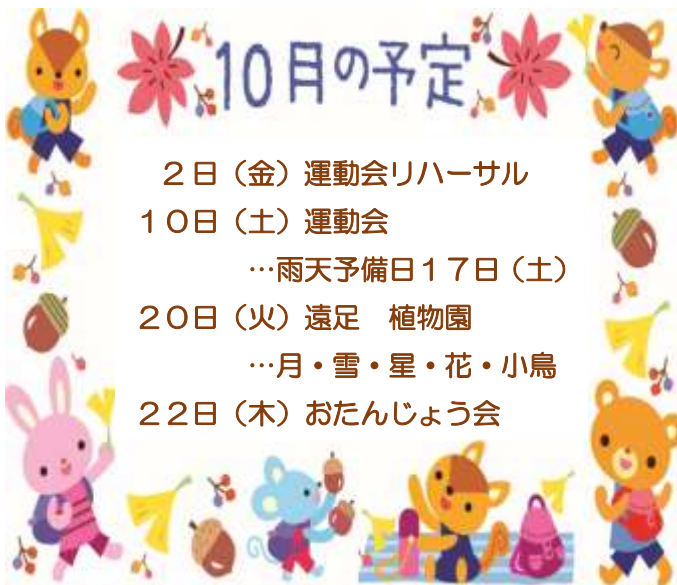 10月の予定
２日（金）運動会リハーサル
１０日（土）運動会
…雨天予備日１７日（土）
２０日（火）遠足　植物園
…月・雪・星・花・小鳥
２２日（木）おたんじょう会